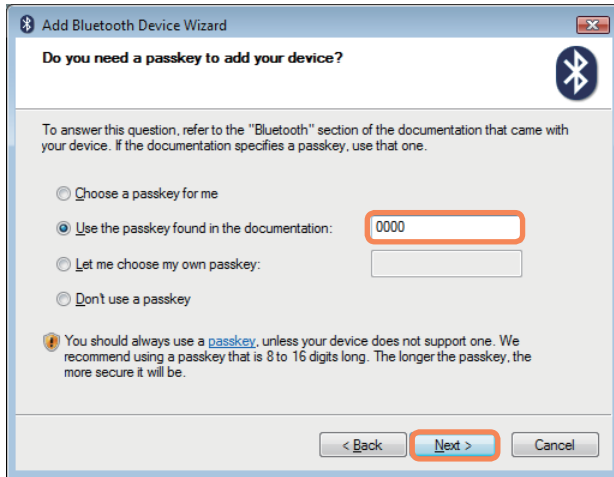 Add Bluetooth Device Wizard
Do you need a passkey to add your device?
To answer this question, refer to the "Bluetooth" section of the documentation that came with
your device. If the documentation specifies a passkey, use that one.
Choose a passkey for me
Use the passkey found in the documentation: 0000
Let me choose my own passkey:
Don't use a passkey
You should always use a passkey, unless your device does not support one. We
recommend using a passkey that is 8 to 16 digits long. The longer the passkey, the
more secure it will be.
< Back Next > Cancel